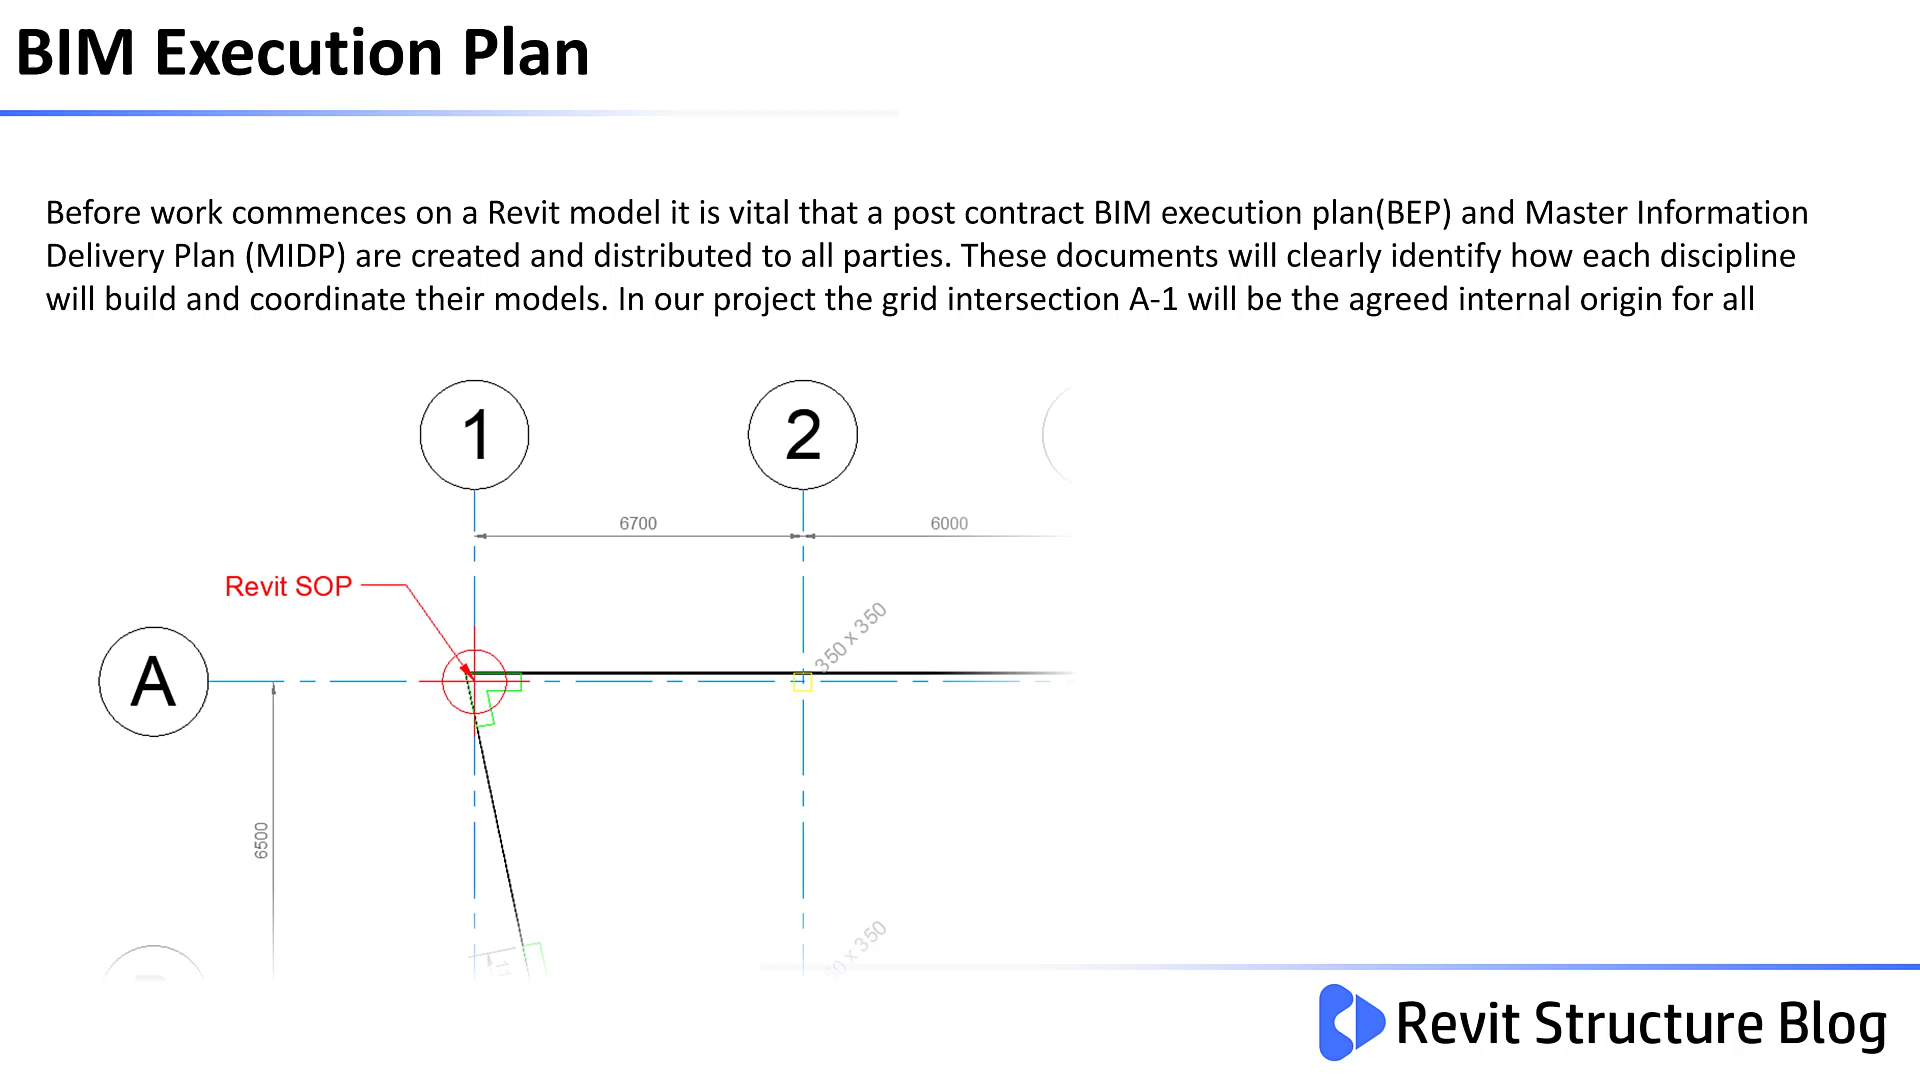 BIM Execution Plan
Before work commences on a Revit model it is vital that a post contract BIM execution plan(BEP) and Master Information
Delivery Plan (MIDP) are created and distributed to all parties. These documents will clearly identify how each discipline
will build and coordinate their models. In our project the grid intersection A-1 will be the agreed internal origin for all
1
2
6700
6000
Revit SOP
350 x 350
A
6500
x 350
Revit Structure Blog